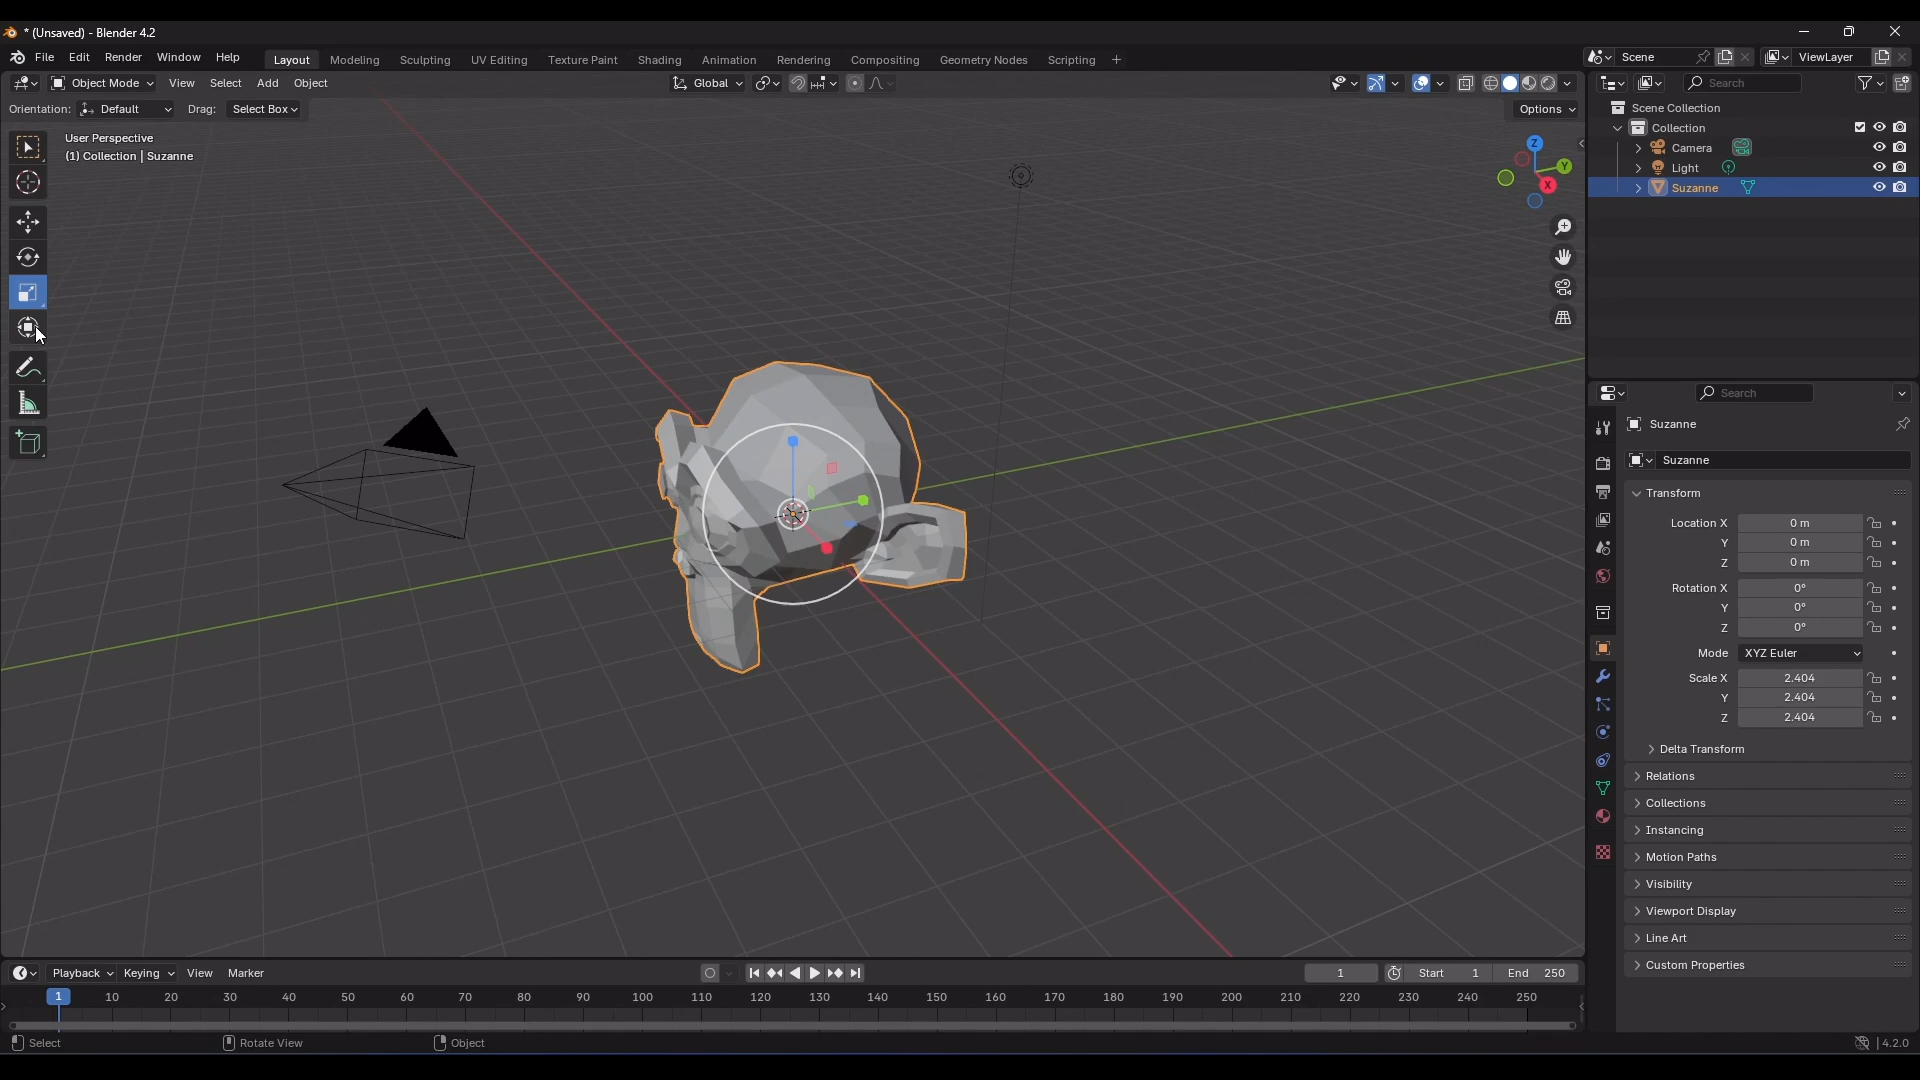 * (Unsaved) - Blender 4.2
File Edit Render Window Help Layout Modeling Sculpting UV Editing Texture Paint Shading Animation Rendering Compositing Geometry Nodes Scripting + Scene ViewLayer
Object Mode View Select Add Object Global Search
Orientation: Default Drag: Select Box Options
User Perspective
(1) Collection | Suzanne
Z
Y
X
Scene Collection
Collection
Camera
Light
Suzanne
Search
Suzanne
Suzanne
Transform
Location X 0 m
Y 0 m
Z 0 m
Rotation X 0°
Y 0°
Z 0°
Mode XYZ Euler
Scale X 2.404
Y 2.404
Z 2.404
Delta Transform
Relations
Collections
Instancing
Motion Paths
Visibility
Viewport Display
Line Art
Custom Properties
Playback Keying View Marker 1 Start 1 End 250
1 10 20 30 40 50 60 70 80 90 100 110 120 130 140 150 160 170 180 190 200 210 220 230 240 250
Select Rotate View Object 4.2.0